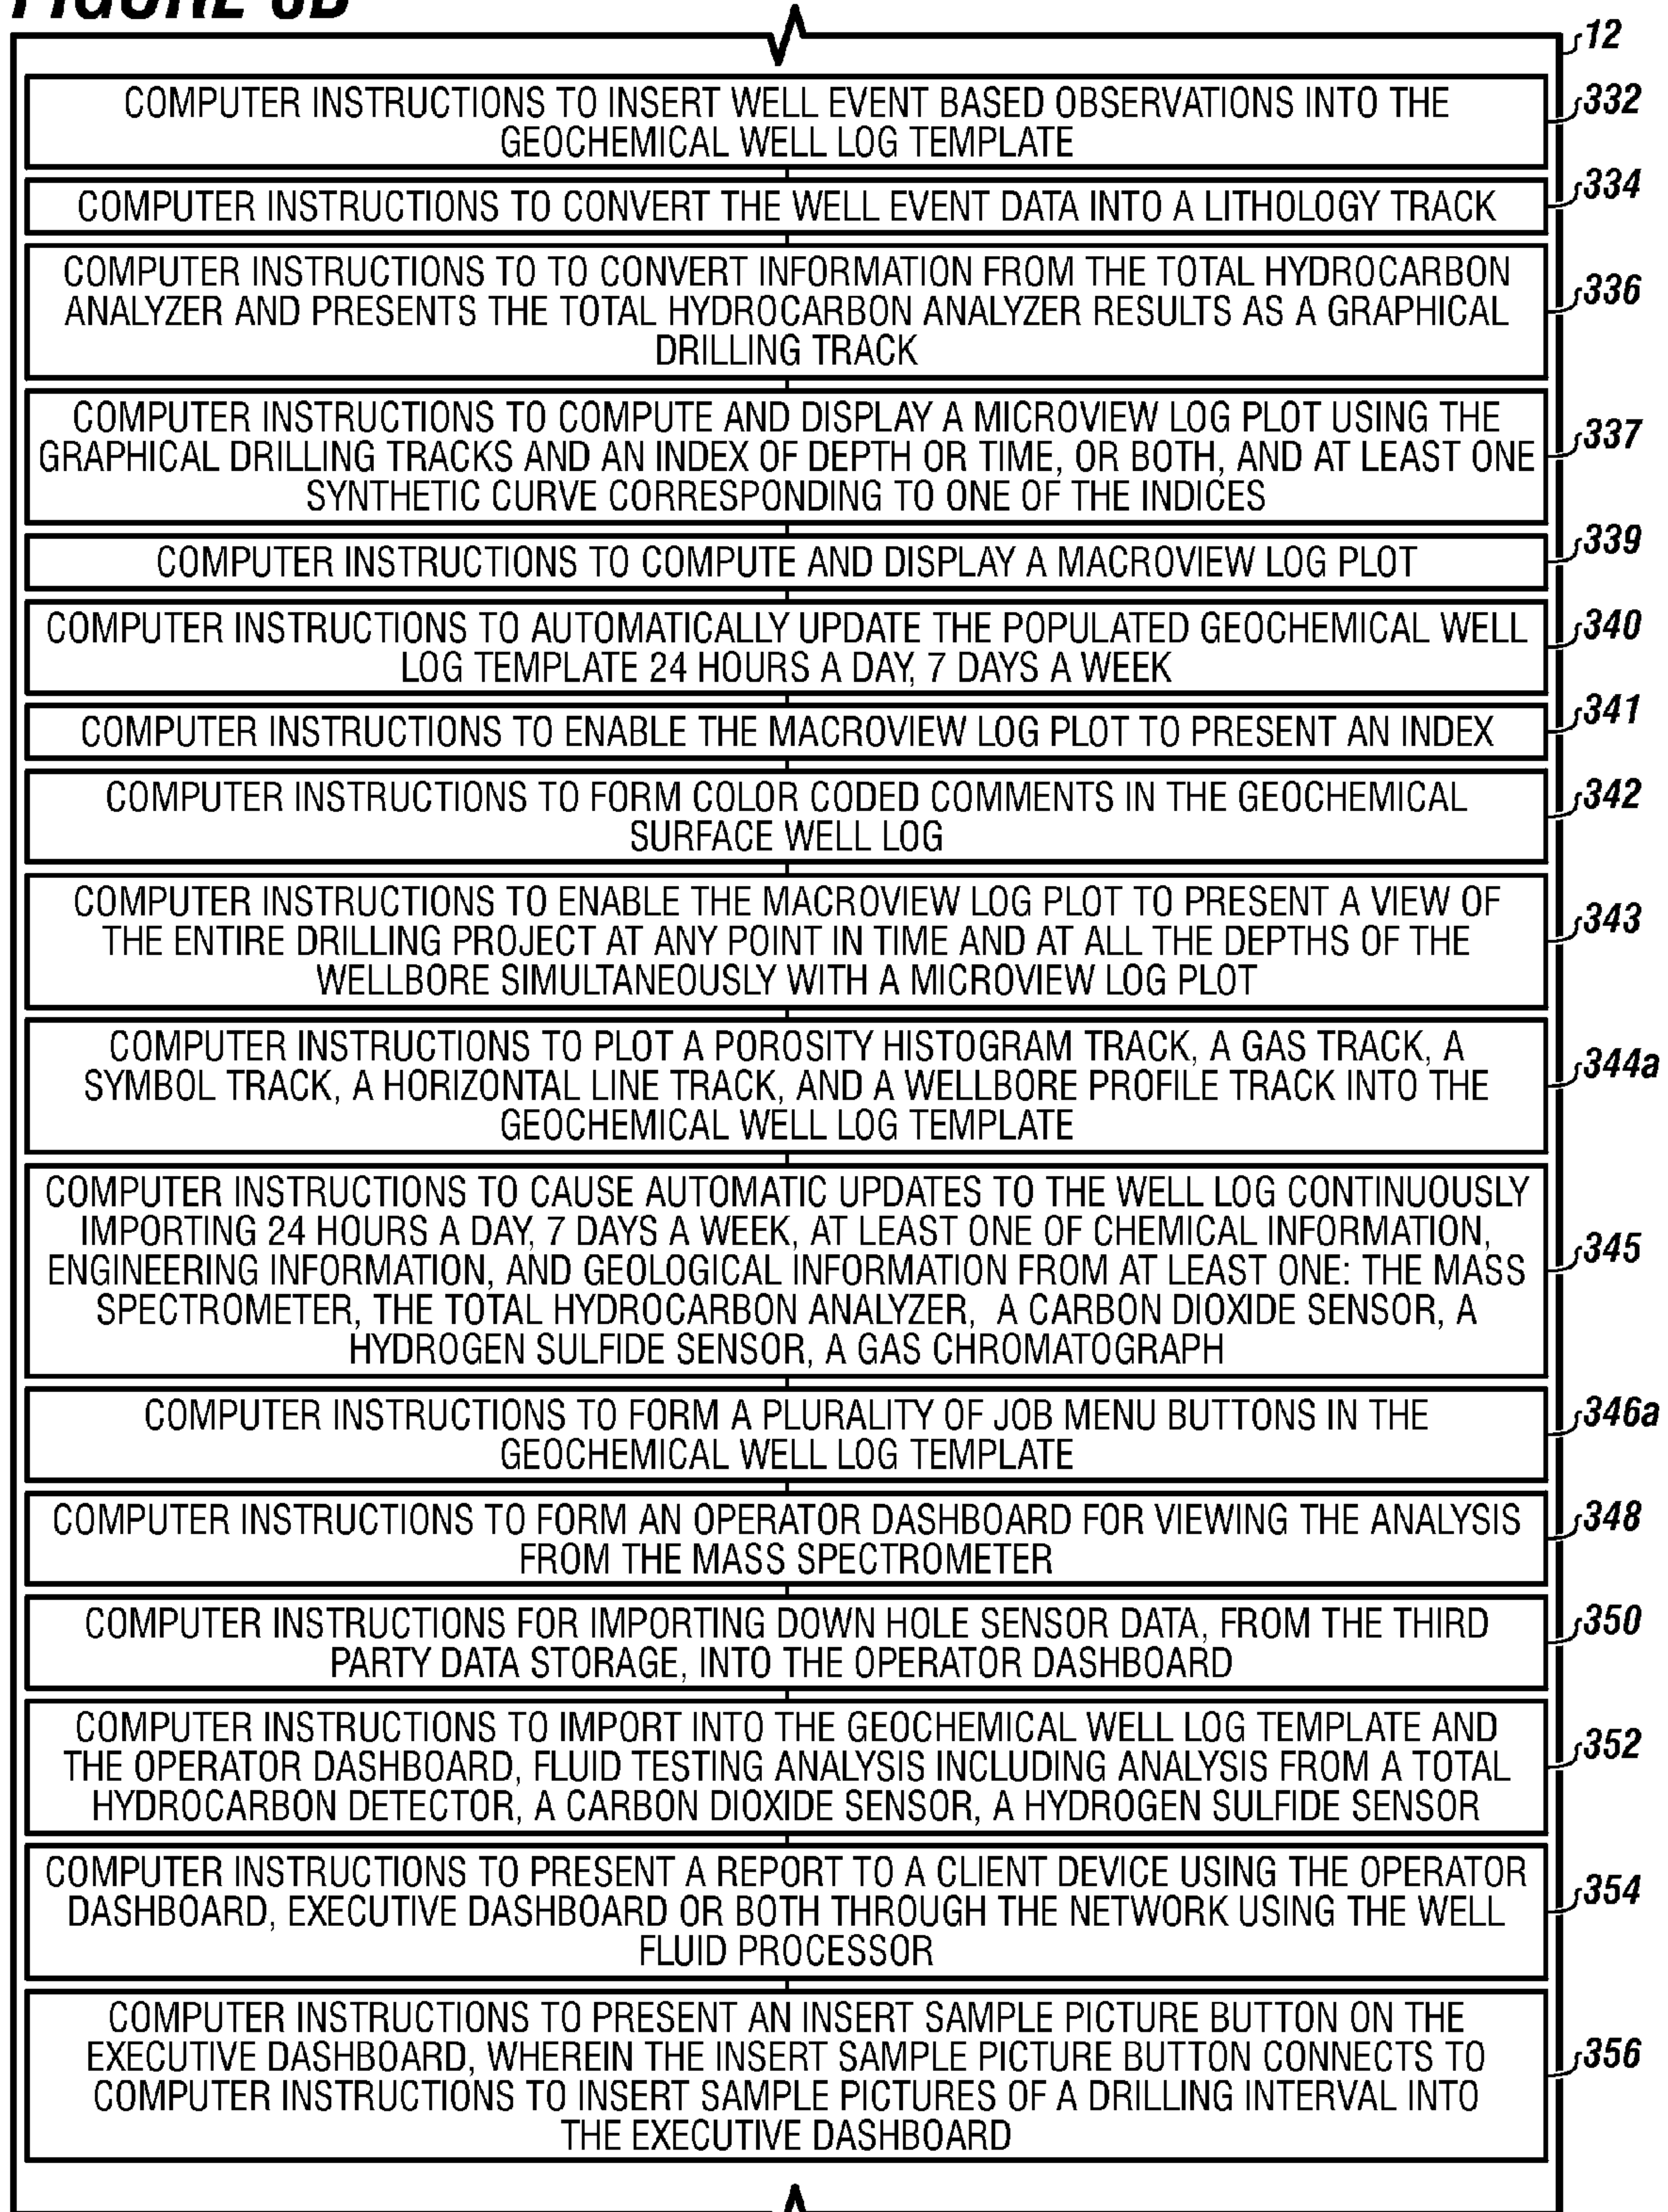 12
COMPUTER INSTRUCTIONS TO INSERT WELL EVENT BASED OBSERVATIONS INTO THE
GEOCHEMICAL WELL LOG TEMPLATE
332
COMPUTER INSTRUCTIONS TO CONVERT THE WELL EVENT DATA INTO A LITHOLOGY TRACK
334
COMPUTER INSTRUCTIONS TO TO CONVERT INFORMATION FROM THE TOTAL HYDROCARBON
ANALYZER AND PRESENTS THE TOTAL HYDROCARBON ANALYZER RESULTS AS A GRAPHICAL
DRILLING TRACK
336
COMPUTER INSTRUCTIONS TO COMPUTE AND DISPLAY A MICROVIEW LOG PLOT USING THE
GRAPHICAL DRILLING TRACKS AND AN INDEX OF DEPTH OR TIME, OR BOTH, AND AT LEAST ONE
SYNTHETIC CURVE CORRESPONDING TO ONE OF THE INDICES
337
COMPUTER INSTRUCTIONS TO COMPUTE AND DISPLAY A MACROVIEW LOG PLOT
339
COMPUTER INSTRUCTIONS TO AUTOMATICALLY UPDATE THE POPULATED GEOCHEMICAL WELL
LOG TEMPLATE 24 HOURS A DAY, 7 DAYS A WEEK
340
COMPUTER INSTRUCTIONS TO ENABLE THE MACROVIEW LOG PLOT TO PRESENT AN INDEX
341
COMPUTER INSTRUCTIONS TO FORM COLOR CODED COMMENTS IN THE GEOCHEMICAL
SURFACE WELL LOG
342
COMPUTER INSTRUCTIONS TO ENABLE THE MACROVIEW LOG PLOT TO PRESENT A VIEW OF
THE ENTIRE DRILLING PROJECT AT ANY POINT IN TIME AND AT ALL THE DEPTHS OF THE
WELLBORE SIMULTANEOUSLY WITH A MICROVIEW LOG PLOT
343
COMPUTER INSTRUCTIONS TO PLOT A POROSITY HISTOGRAM TRACK, A GAS TRACK, A
SYMBOL TRACK, A HORIZONTAL LINE TRACK, AND A WELLBORE PROFILE TRACK INTO THE
GEOCHEMICAL WELL LOG TEMPLATE
344a
COMPUTER INSTRUCTIONS TO CAUSE AUTOMATIC UPDATES TO THE WELL LOG CONTINUOUSLY
IMPORTING 24 HOURS A DAY, 7 DAYS A WEEK, AT LEAST ONE OF CHEMICAL INFORMATION,
ENGINEERING INFORMATION, AND GEOLOGICAL INFORMATION FROM AT LEAST ONE: THE MASS
SPECTROMETER, THE TOTAL HYDROCARBON ANALYZER, A CARBON DIOXIDE SENSOR, A
HYDROGEN SULFIDE SENSOR, A GAS CHROMATOGRAPH
345
COMPUTER INSTRUCTIONS TO FORM A PLURALITY OF JOB MENU BUTTONS IN THE
GEOCHEMICAL WELL LOG TEMPLATE
346a
COMPUTER INSTRUCTIONS TO FORM AN OPERATOR DASHBOARD FOR VIEWING THE ANALYSIS
FROM THE MASS SPECTROMETER
348
COMPUTER INSTRUCTIONS FOR IMPORTING DOWN HOLE SENSOR DATA, FROM THE THIRD
PARTY DATA STORAGE, INTO THE OPERATOR DASHBOARD
350
COMPUTER INSTRUCTIONS TO IMPORT INTO THE GEOCHEMICAL WELL LOG TEMPLATE AND
THE OPERATOR DASHBOARD, FLUID TESTING ANALYSIS INCLUDING ANALYSIS FROM A TOTAL
HYDROCARBON DETECTOR, A CARBON DIOXIDE SENSOR, A HYDROGEN SULFIDE SENSOR
352
COMPUTER INSTRUCTIONS TO PRESENT A REPORT TO A CLIENT DEVICE USING THE OPERATOR
DASHBOARD, EXECUTIVE DASHBOARD OR BOTH THROUGH THE NETWORK USING THE WELL
FLUID PROCESSOR
354
COMPUTER INSTRUCTIONS TO PRESENT AN INSERT SAMPLE PICTURE BUTTON ON THE
EXECUTIVE DASHBOARD, WHEREIN THE INSERT SAMPLE PICTURE BUTTON CONNECTS TO
COMPUTER INSTRUCTIONS TO INSERT SAMPLE PICTURES OF A DRILLING INTERVAL INTO
THE EXECUTIVE DASHBOARD
356